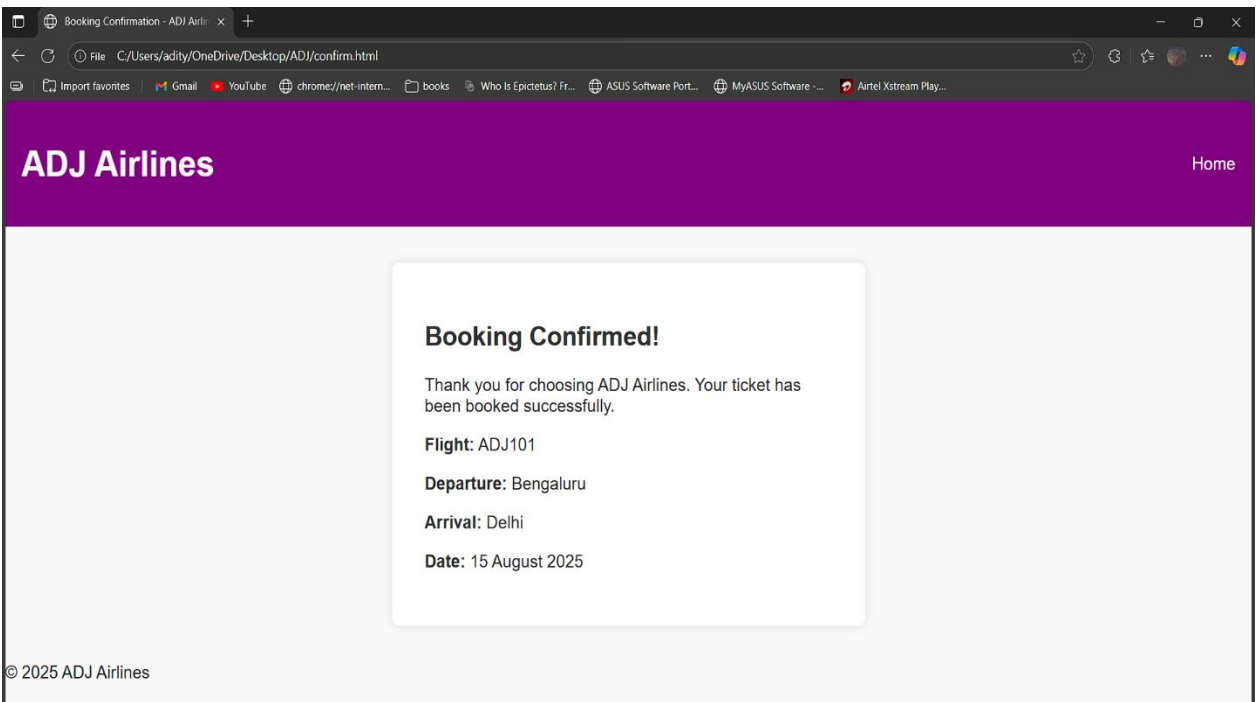 Booking Confirmation - ADJ Airlin
File C:/Users/adity/OneDrive/Desktop/ADJ/confirm.html
Import favorites Gmail YouTube chrome://net-intern... books Who Is Epictetus? Fr... ASUS Software Port... MyASUS Software -... Airtel Xstream Play...
ADJ Airlines Home
Booking Confirmed!
Thank you for choosing ADJ Airlines. Your ticket has
been booked successfully.
Flight: ADJ101
Departure: Bengaluru
Arrival: Delhi
Date: 15 August 2025
© 2025 ADJ Airlines